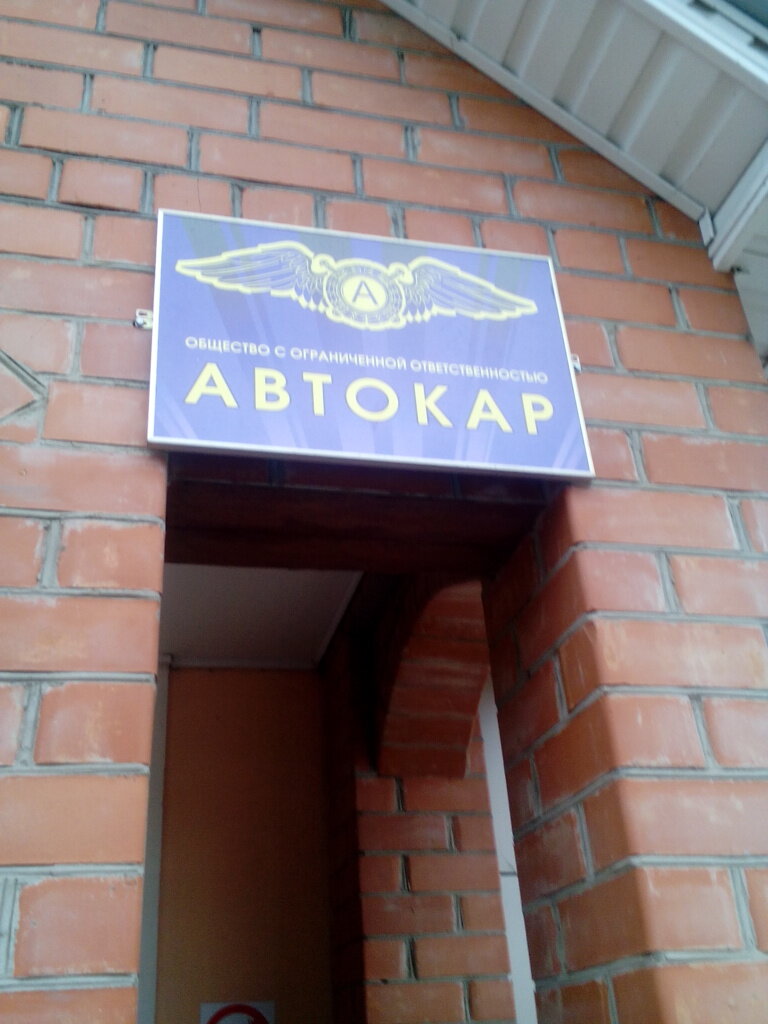 А
ОБЩЕСТВО С ОГРАНИЧЕННОЙ ОТВЕТСТВЕННОСТЬЮ
АВТОКАР